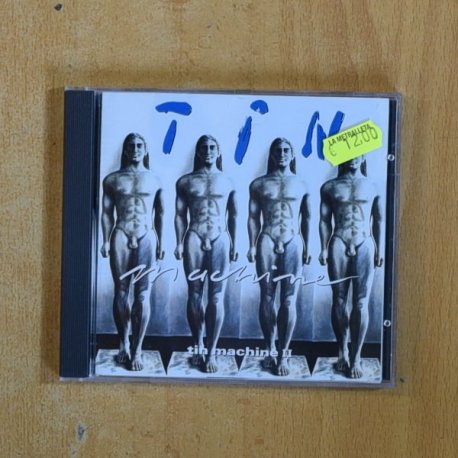 TIN
LA METRALLETA
€ 12.00
machine
tin machine II